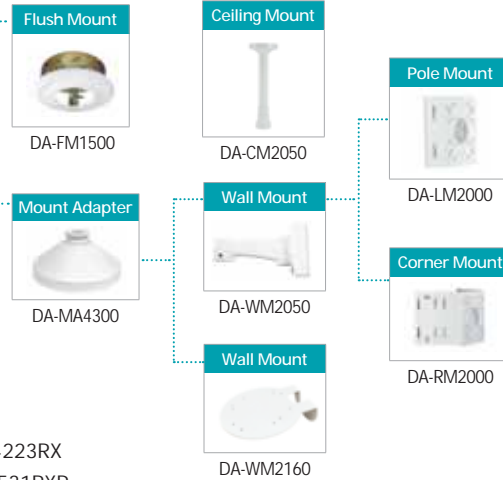 Flush Mount
DA-FM1500
Ceiling Mount
DA-CM2050
Pole Mount
DA-LM2000
Mount Adapter
DA-MA4300
Wall Mount
DA-WM2050
Corner Mount
DA-RM2000
Wall Mount
DA-WM2160
223RX